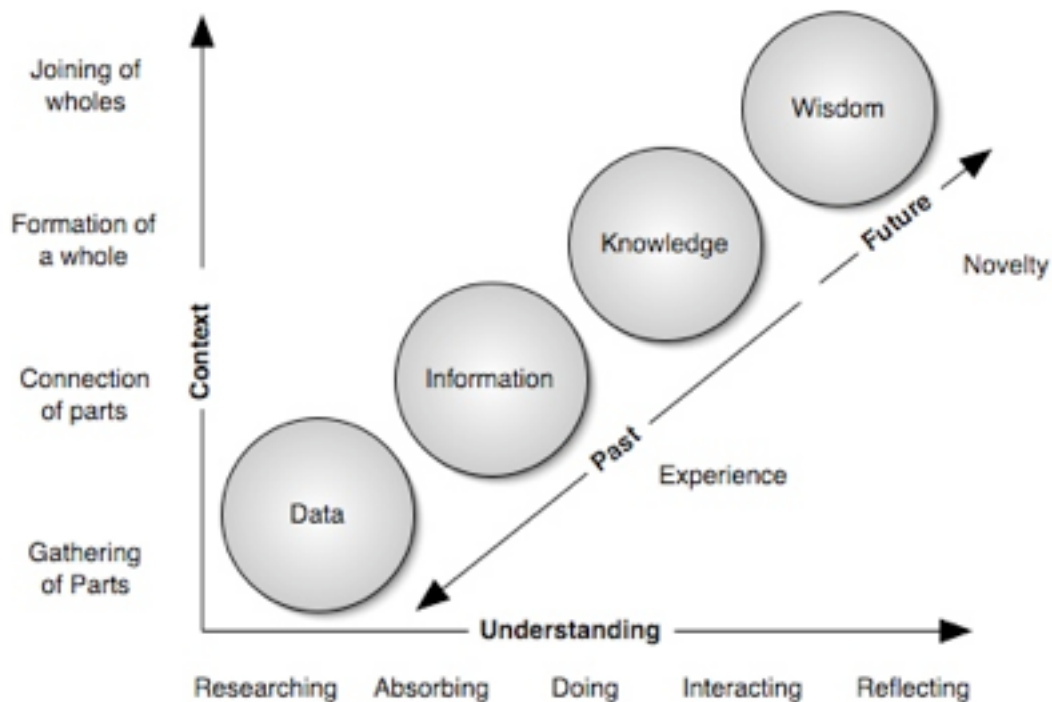 Joining of
wholes
Wisdom
Formation of
a whole
Knowledge
Future
Novelty
Context
Connection
of parts
Information
Past
Experience
Data
Gathering
of Parts
Understanding
Researching Absorbing Doing Interacting Reflecting